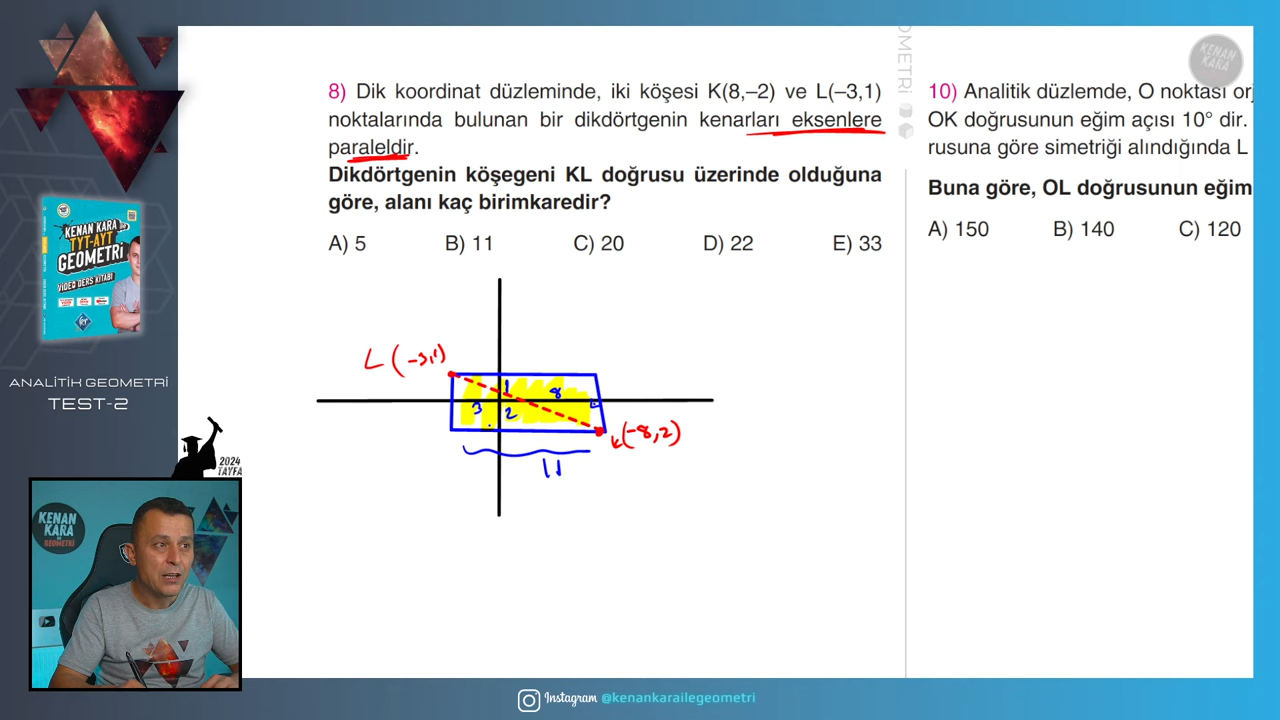 KENAN
KARA
OMETRİ
8) Dik koordinat düzleminde, iki köşesi K(8,–2) ve L(–3,1)
noktalarında bulunan bir dikdörtgenin kenarları eksenlere
paraleldir.
Dikdörtgenin köşegeni KL doğrusu üzerinde olduğuna
göre, alanı kaç birimkaredir?
A) 5 B) 11 C) 20 D) 22 E) 33
10) Analitik düzlemde, O noktası orj
OK doğrusunun eğim açısı 10° dir.
rusuna göre simetriği alındığında L
Buna göre, OL doğrusunun eğim
A) 150 B) 140 C) 120
L (-3,1)
1 8
3 2
K(-8,2)
11
KENAN KARA
TYT-AYT
GEOMETRİ
VİDEO DERS KİTABI
ANALİTİK GEOMETRİ
TEST-2
2024
TAYFA
KENAN
KARA
GEOMETRİ
Instagram @kenankarailegeometri